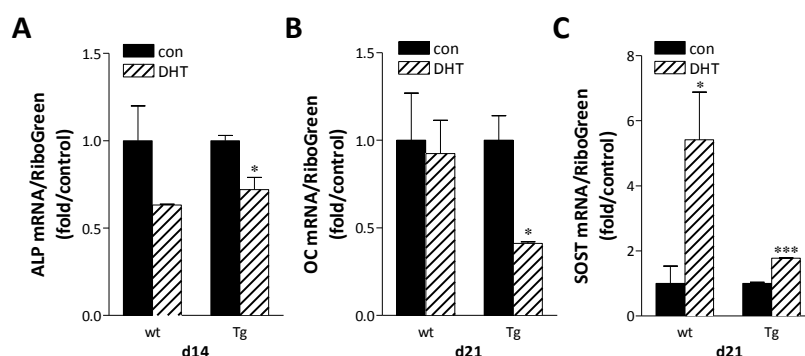 A
ALP mRNA/RiboGreen
(fold/control)
1.5
1.0
0.5
0.0
con
DHT
*
wt
Tg
d14
B
OC mRNA/RiboGreen
(fold/control)
1.5
1.0
0.5
0.0
con
DHT
*
wt
Tg
d21
C
SOST mRNA/RiboGreen
(fold/control)
8
6
4
2
0
con
DHT
*
***
wt
Tg
d21